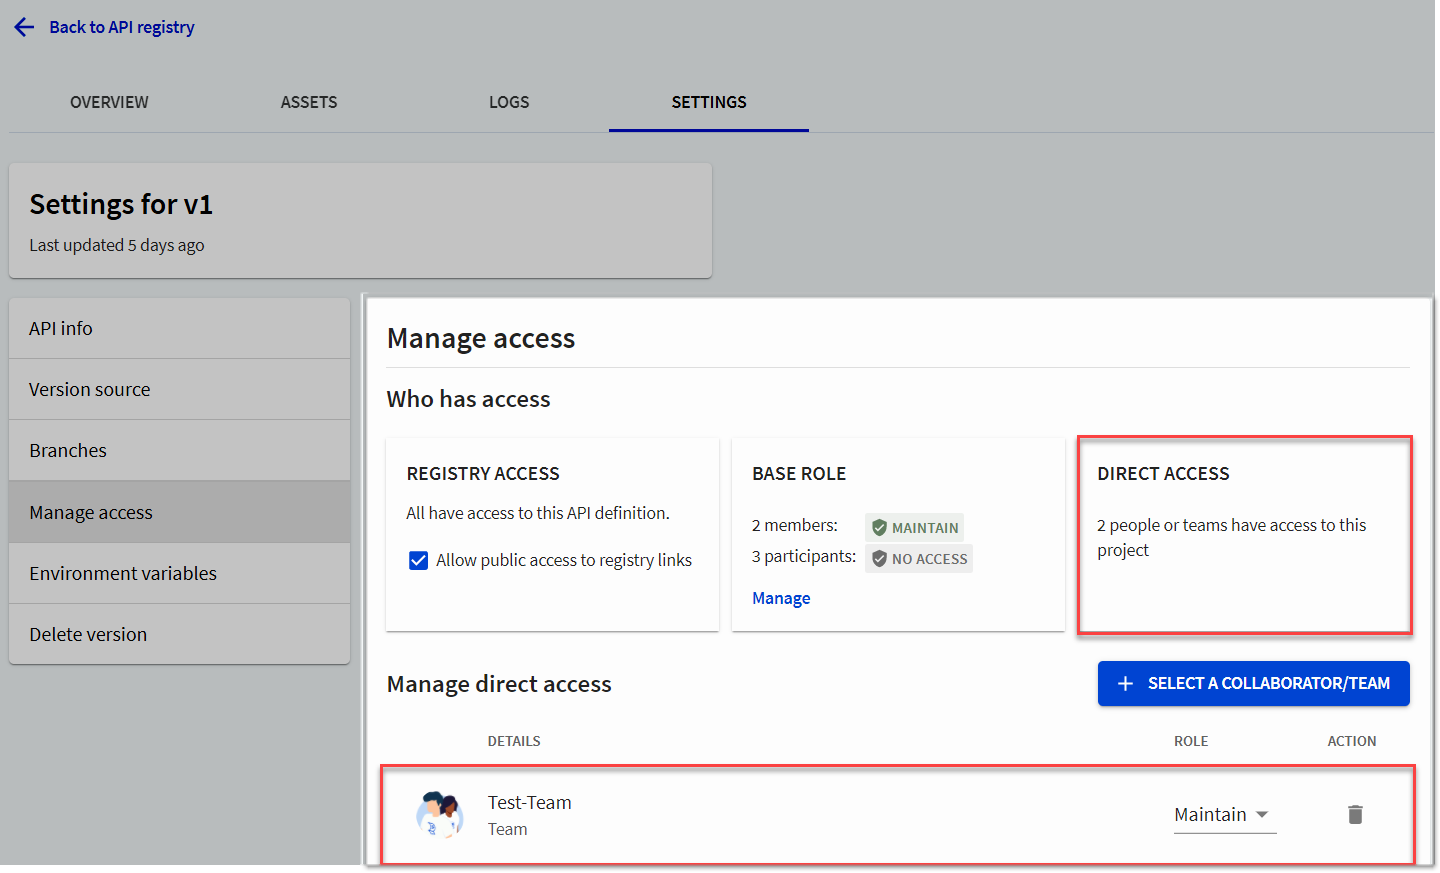 Back to API registry
OVERVIEW
ASSETS
LOGS
SETTINGS
Settings for v1
Last updated 5 days ago
API info
Version source
Branches
Manage access
Environment variables
Delete version
Manage access
Who has access
REGISTRY ACCESS
All have access to this API definition.
Allow public access to registry links
BASE ROLE
2 members: MAINTAIN
3 participants: NO ACCESS
Manage
DIRECT ACCESS
2 people or teams have access to this
project
Manage direct access
SELECT A COLLABORATOR/TEAM
DETAILS
ROLE
ACTION
Test-Team
Team
Maintain